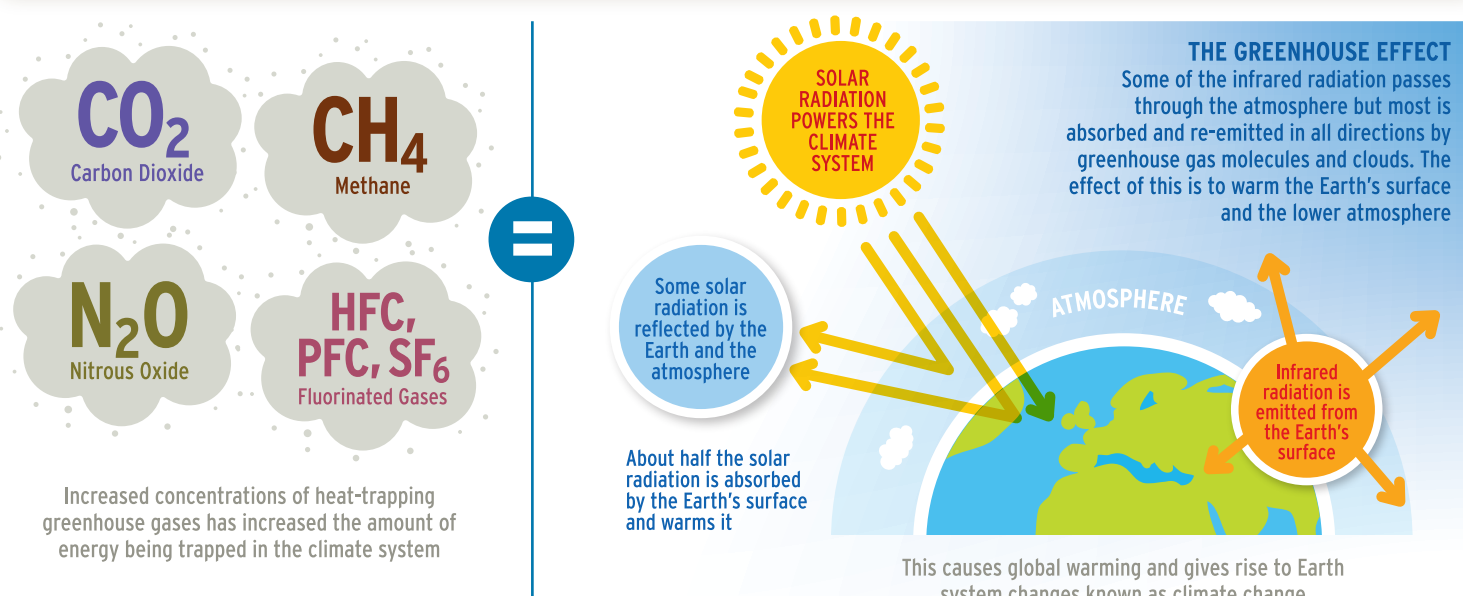 CO2
Carbon Dioxide
CH4
Methane
N2O
Nitrous Oxide
HFC,
PFC, SF6
Fluorinated Gases
Increased concentrations of heat-trapping
greenhouse gases has increased the amount of
energy being trapped in the climate system
=
SOLAR
RADIATION
POWERS THE
CLIMATE
SYSTEM
THE GREENHOUSE EFFECT
Some of the infrared radiation passes
through the atmosphere but most is
absorbed and re-emitted in all directions by
greenhouse gas molecules and clouds. The
effect of this is to warm the Earth's surface
and the lower atmosphere
Some solar
radiation is
reflected by the
Earth and the
atmosphere
ATMOSPHERE
Infrared
radiation is
emitted from
the Earth's
surface
About half the solar
radiation is absorbed
by the Earth's surface
and warms it
This causes global warming and gives rise to Earth
system changes known as climate change